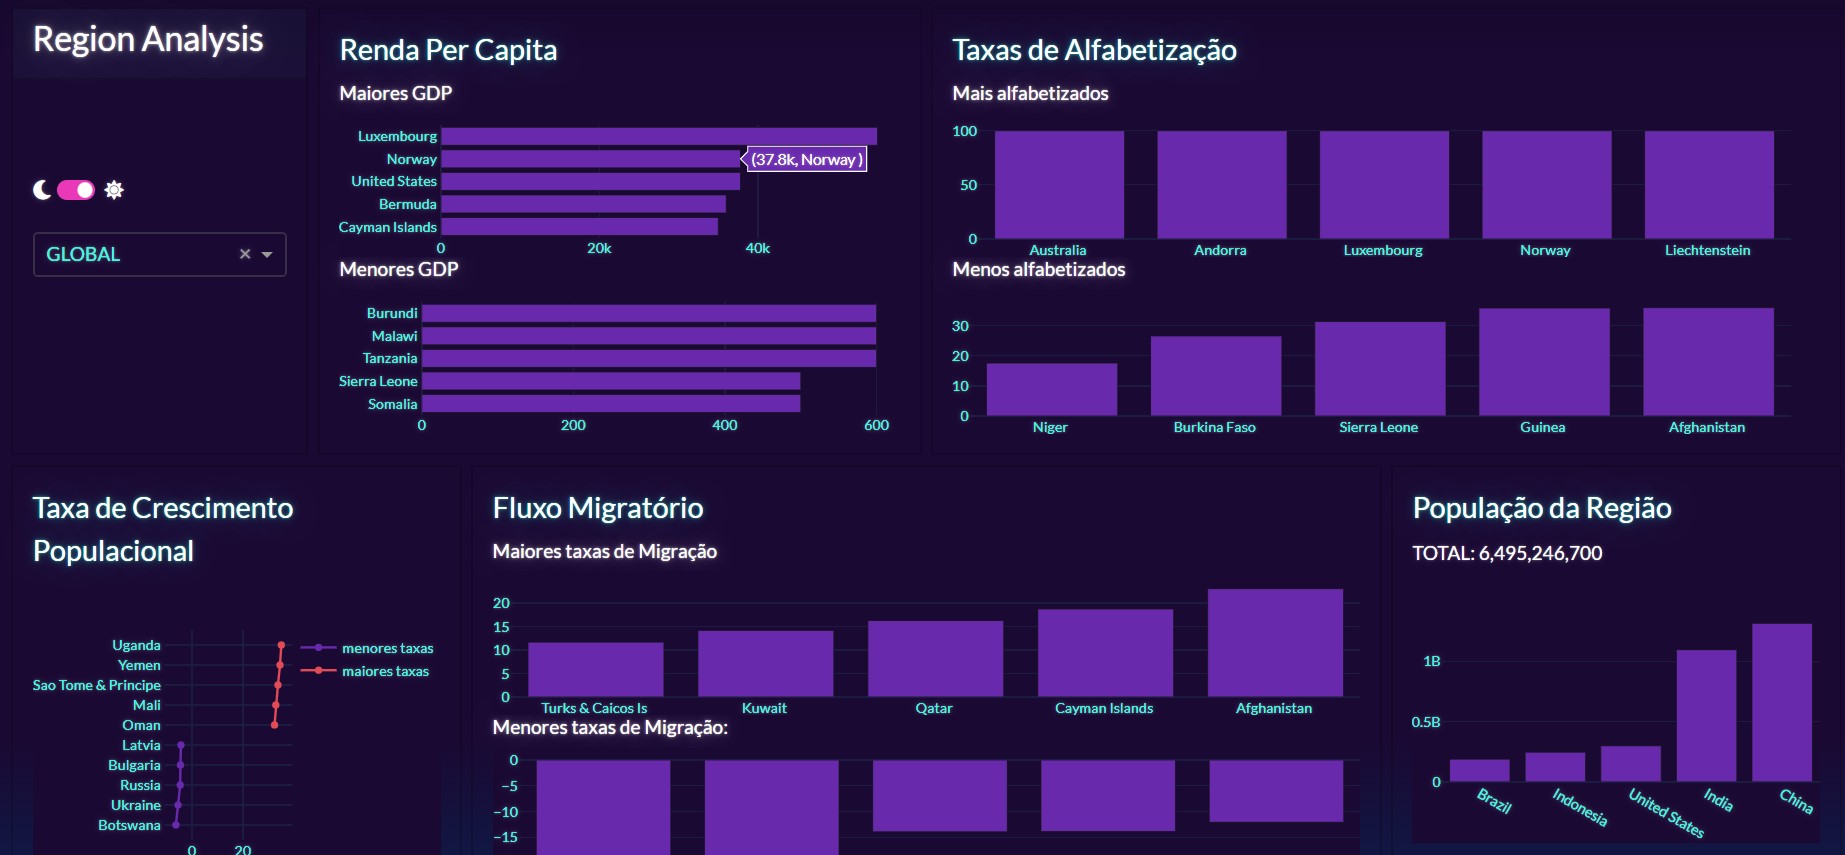 Region Analysis
GLOBAL
Renda Per Capita
Maiores GDP
Luxembourg
Norway
(37.8k, Norway )
United States
Bermuda
Cayman Islands
0 20k 40k
Menores GDP
Burundi
Malawi
Tanzania
Sierra Leone
Somalia
0 200 400 600
Taxas de Alfabetização
Mais alfabetizados
100
50
0
Australia Andorra Luxembourg Norway Liechtenstein
Menos alfabetizados
30
20
10
0
Niger Burkina Faso Sierra Leone Guinea Afghanistan
Taxa de Crescimento
Populacional
Uganda
Yemen
Sao Tome & Principe
Mali
Oman
Latvia
Bulgaria
Russia
Ukraine
Botswana
0 20
menores taxas
maiores taxas
Fluxo Migratório
Maiores taxas de Migração
20
15
10
5
0
Turks & Caicos Is Kuwait Qatar Cayman Islands Afghanistan
Menores taxas de Migração:
0
−5
−10
−15
População da Região
TOTAL: 6,495,246,700
1B
0.5B
0
Brazil Indonesia United States India China